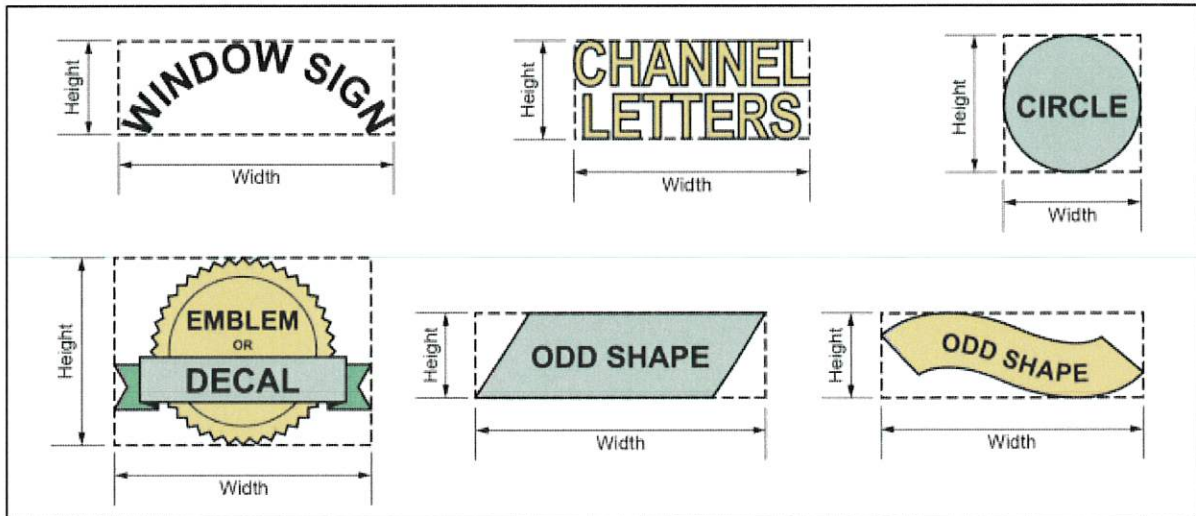 Height
WINDOW SIGN
Width
Height
CHANNEL
LETTERS
Width
Height
CIRCLE
Width
Height
EMBLEM
OR
DECAL
Width
Height
ODD SHAPE
Width
Height
ODD SHAPE
Width